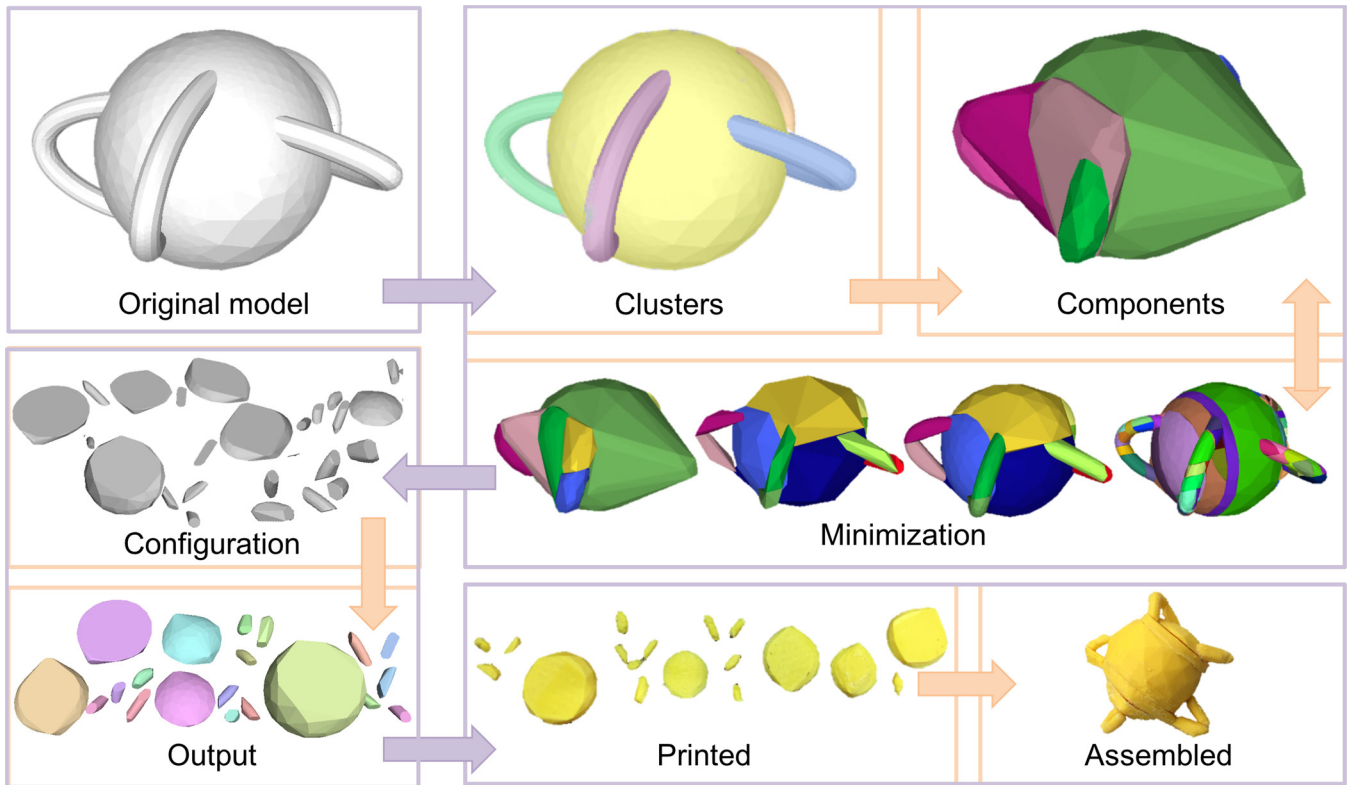 Original model
Clusters
Components
Minimization
Configuration
Output
Printed
Assembled